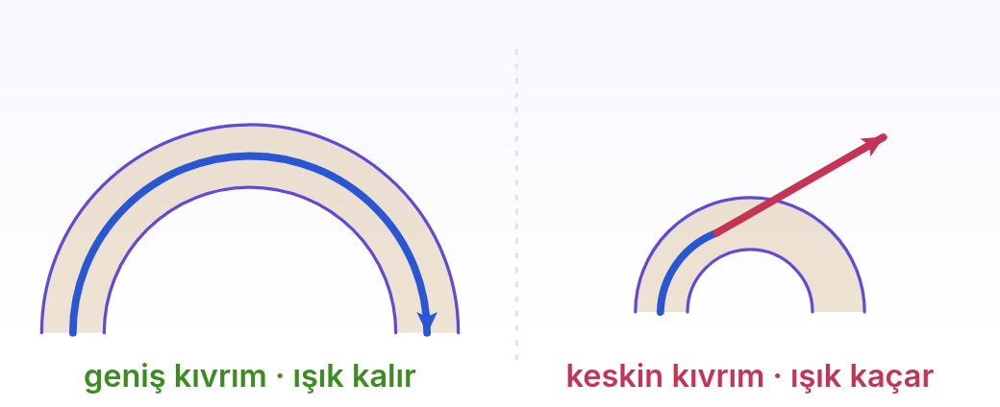 geniş kıvrım · ışık kalır
keskin kıvrım · ışık kaçar